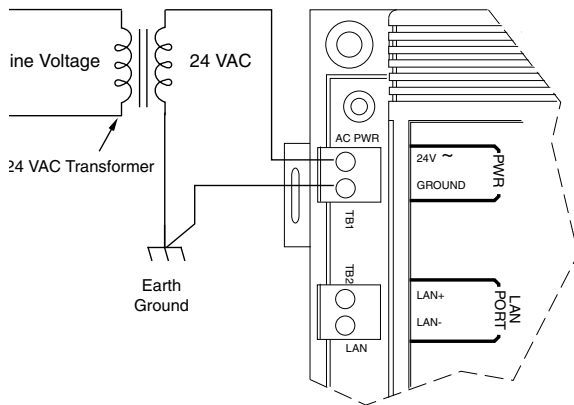 ine Voltage
24 VAC
24 VAC Transformer
Earth
Ground
AC PWR
TB1
TB2
LAN
24V ~
GROUND
PWR
LAN+
LAN-
LAN
PORT